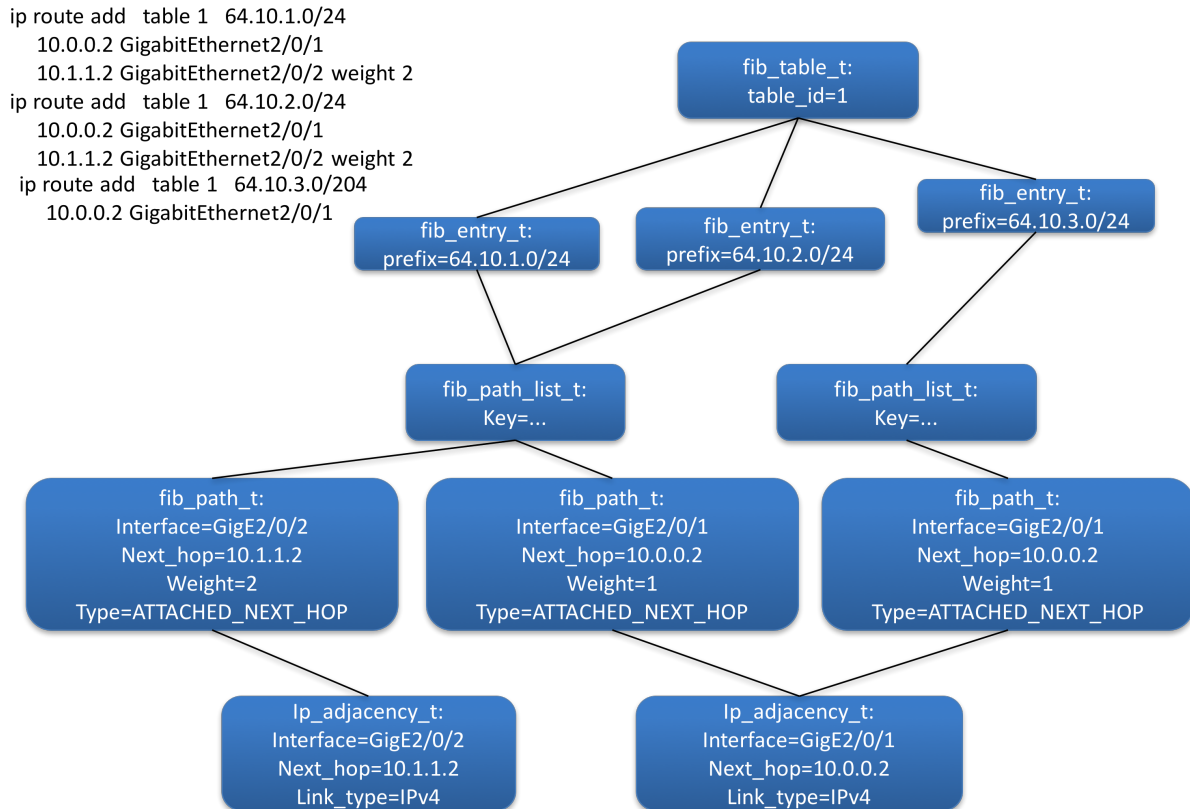 ip route add   table 1   64.10.1.0/24
10.0.0.2 GigabitEthernet2/0/1
10.1.1.2 GigabitEthernet2/0/2 weight 2
ip route add   table 1   64.10.2.0/24
10.0.0.2 GigabitEthernet2/0/1
10.1.1.2 GigabitEthernet2/0/2 weight 2
ip route add   table 1   64.10.3.0/204
10.0.0.2 GigabitEthernet2/0/1
fib_table_t:
table_id=1
fib_entry_t:
prefix=64.10.1.0/24
fib_entry_t:
prefix=64.10.2.0/24
fib_entry_t:
prefix=64.10.3.0/24
fib_path_list_t:
Key=...
fib_path_list_t:
Key=...
fib_path_t:
Interface=GigE2/0/2
Next_hop=10.1.1.2
Weight=2
Type=ATTACHED_NEXT_HOP
fib_path_t:
Interface=GigE2/0/1
Next_hop=10.0.0.2
Weight=1
Type=ATTACHED_NEXT_HOP
fib_path_t:
Interface=GigE2/0/1
Next_hop=10.0.0.2
Weight=1
Type=ATTACHED_NEXT_HOP
Ip_adjacency_t:
Interface=GigE2/0/2
Next_hop=10.1.1.2
Link_type=IPv4
Ip_adjacency_t:
Interface=GigE2/0/1
Next_hop=10.0.0.2
Link_type=IPv4